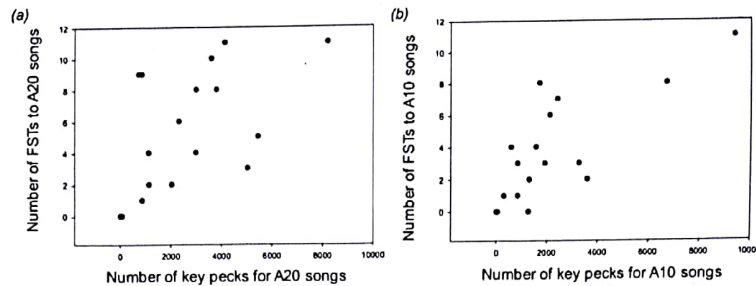 (a)
12
10
8
6
4
2
0
Number of FSTs to A20 songs
0 2000 4000 6000 8000 10000
Number of key pecks for A20 songs
(b)
12
10
8
6
4
2
0
Number of FSTs to A10 songs
0 2000 4000 6000 8000 1000
Number of key pecks for A10 songs